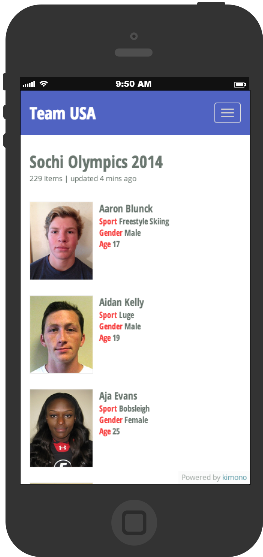 9:50 AM
Team USA
Sochi Olympics 2014
229 Items | updated 4 mins ago
Aaron Blunck
Sport Freestyle Skiing
Gender Male
Age 17
Aidan Kelly
Sport Luge
Gender Male
Age 19
Aja Evans
Sport Bobsleigh
Gender Female
Age 25
Powered by kimono